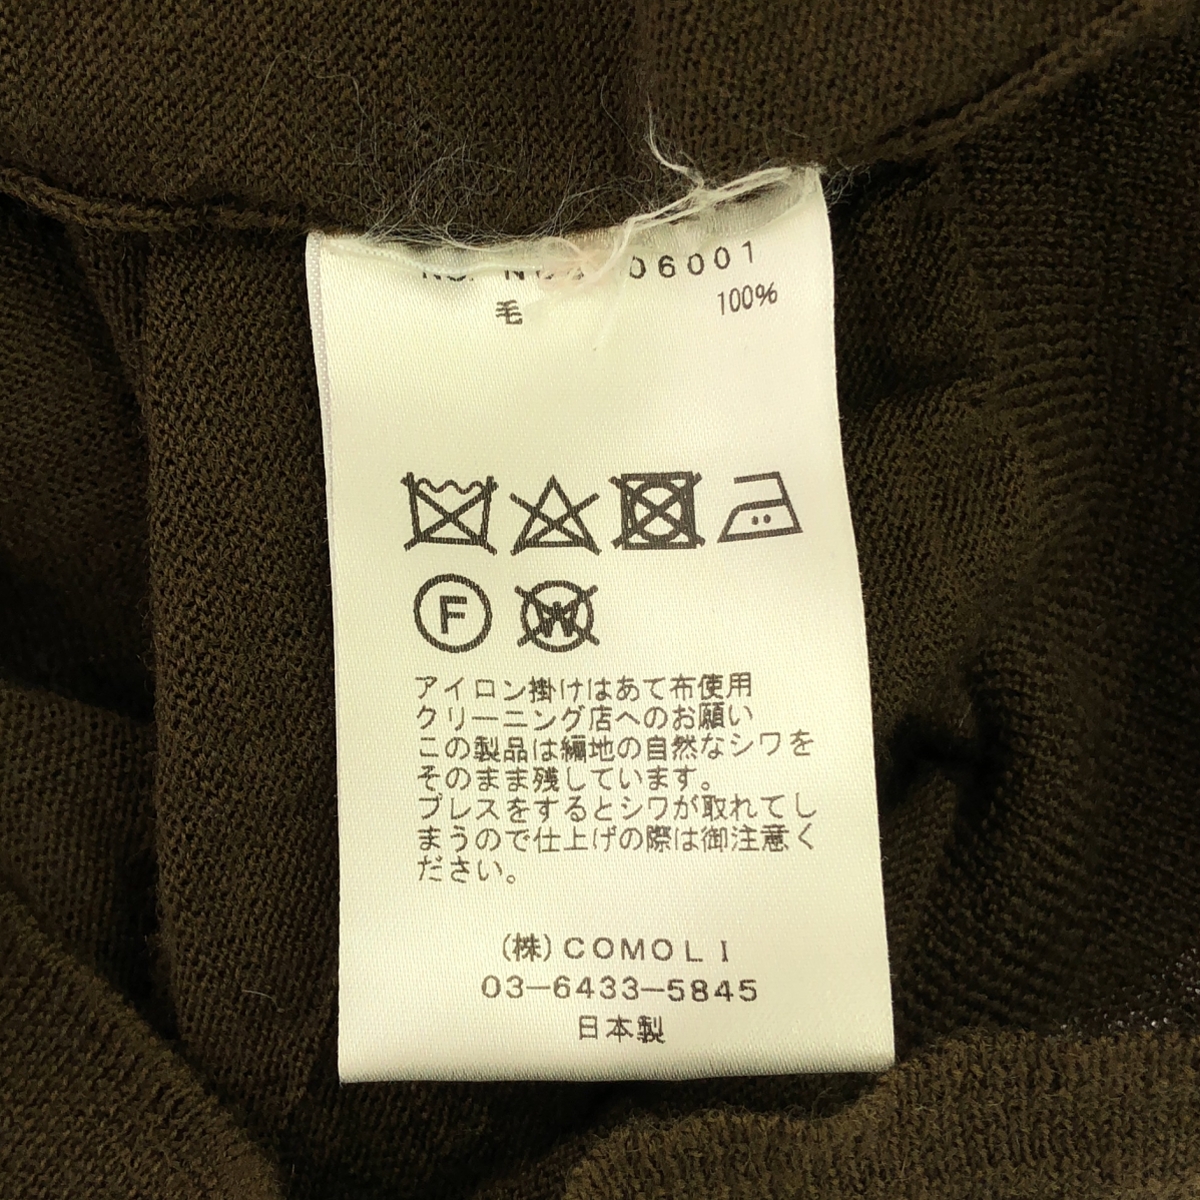 06001
毛 100%
F
W
アイロン掛けはあて布使用
クリーニング店へのお願い
この製品は編地の自然なシワを
そのまま残しています。
プレスをするとシワが取れてし
まうので仕上げの際は御注意く
ださい。
(株)COMOLI
03-6433-5845
日本製